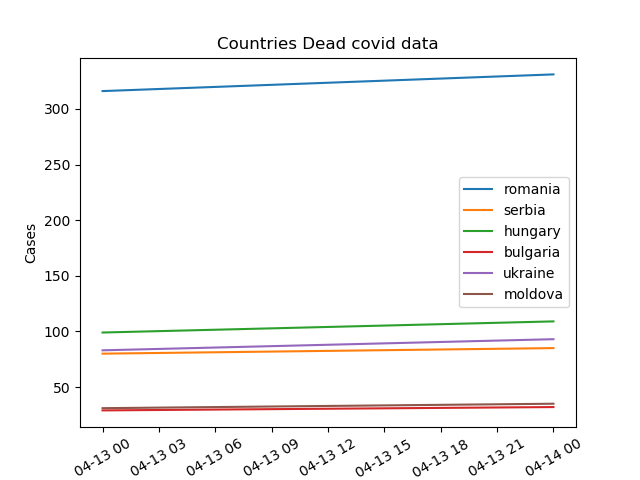 Countries Dead covid data
300
250
200
150
100
50
Cases
romania
serbia
hungary
bulgaria
ukraine
moldova
04-13 00
04-13 03
04-13 06
04-13 09
04-13 12
04-13 15
04-13 18
04-13 21
04-14 00